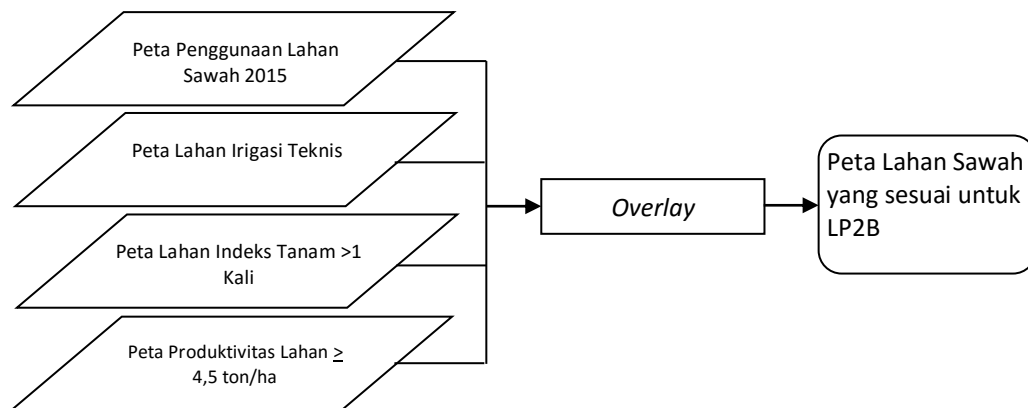 Peta Penggunaan Lahan
Sawah 2015
Peta Lahan Irigasi Teknis
Peta Lahan Indeks Tanam >1
Kali
Peta Produktivitas Lahan ≥
4,5 ton/ha
Overlay
Peta Lahan Sawah
yang sesuai untuk
LP2B